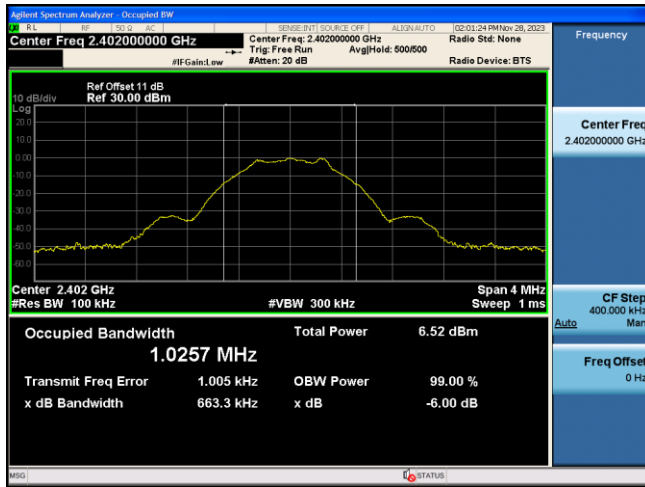 Agilent Spectrum Analyzer - Occupied BW
RL RF 50 Ω AC SENSE:INT SOURCE OFF ALIGN AUTO 02:01:24 PM Nov 28, 2023
Center Freq 2.402000000 GHz Center Freq: 2.402000000 GHz Radio Std: None
Trig: Free Run Avg|Hold: 500/500
#IFGain:Low #Atten: 20 dB Radio Device: BTS
Frequency
Ref Offset 11 dB
10 dB/div Ref 30.00 dBm
Log
20.0
10.0
0.00
-10.0
-20.0
-30.0
-40.0
-50.0
-60.0
Center 2.402 GHz Span 4 MHz
#Res BW 100 kHz #VBW 300 kHz Sweep 1 ms
Center Freq
2.402000000 GHz
CF Step
400.000 kHz
Auto Man
Freq Offset
0 Hz
Occupied Bandwidth Total Power 6.52 dBm
1.0257 MHz
Transmit Freq Error 1.005 kHz OBW Power 99.00 %
x dB Bandwidth 663.3 kHz x dB -6.00 dB
MSG STATUS